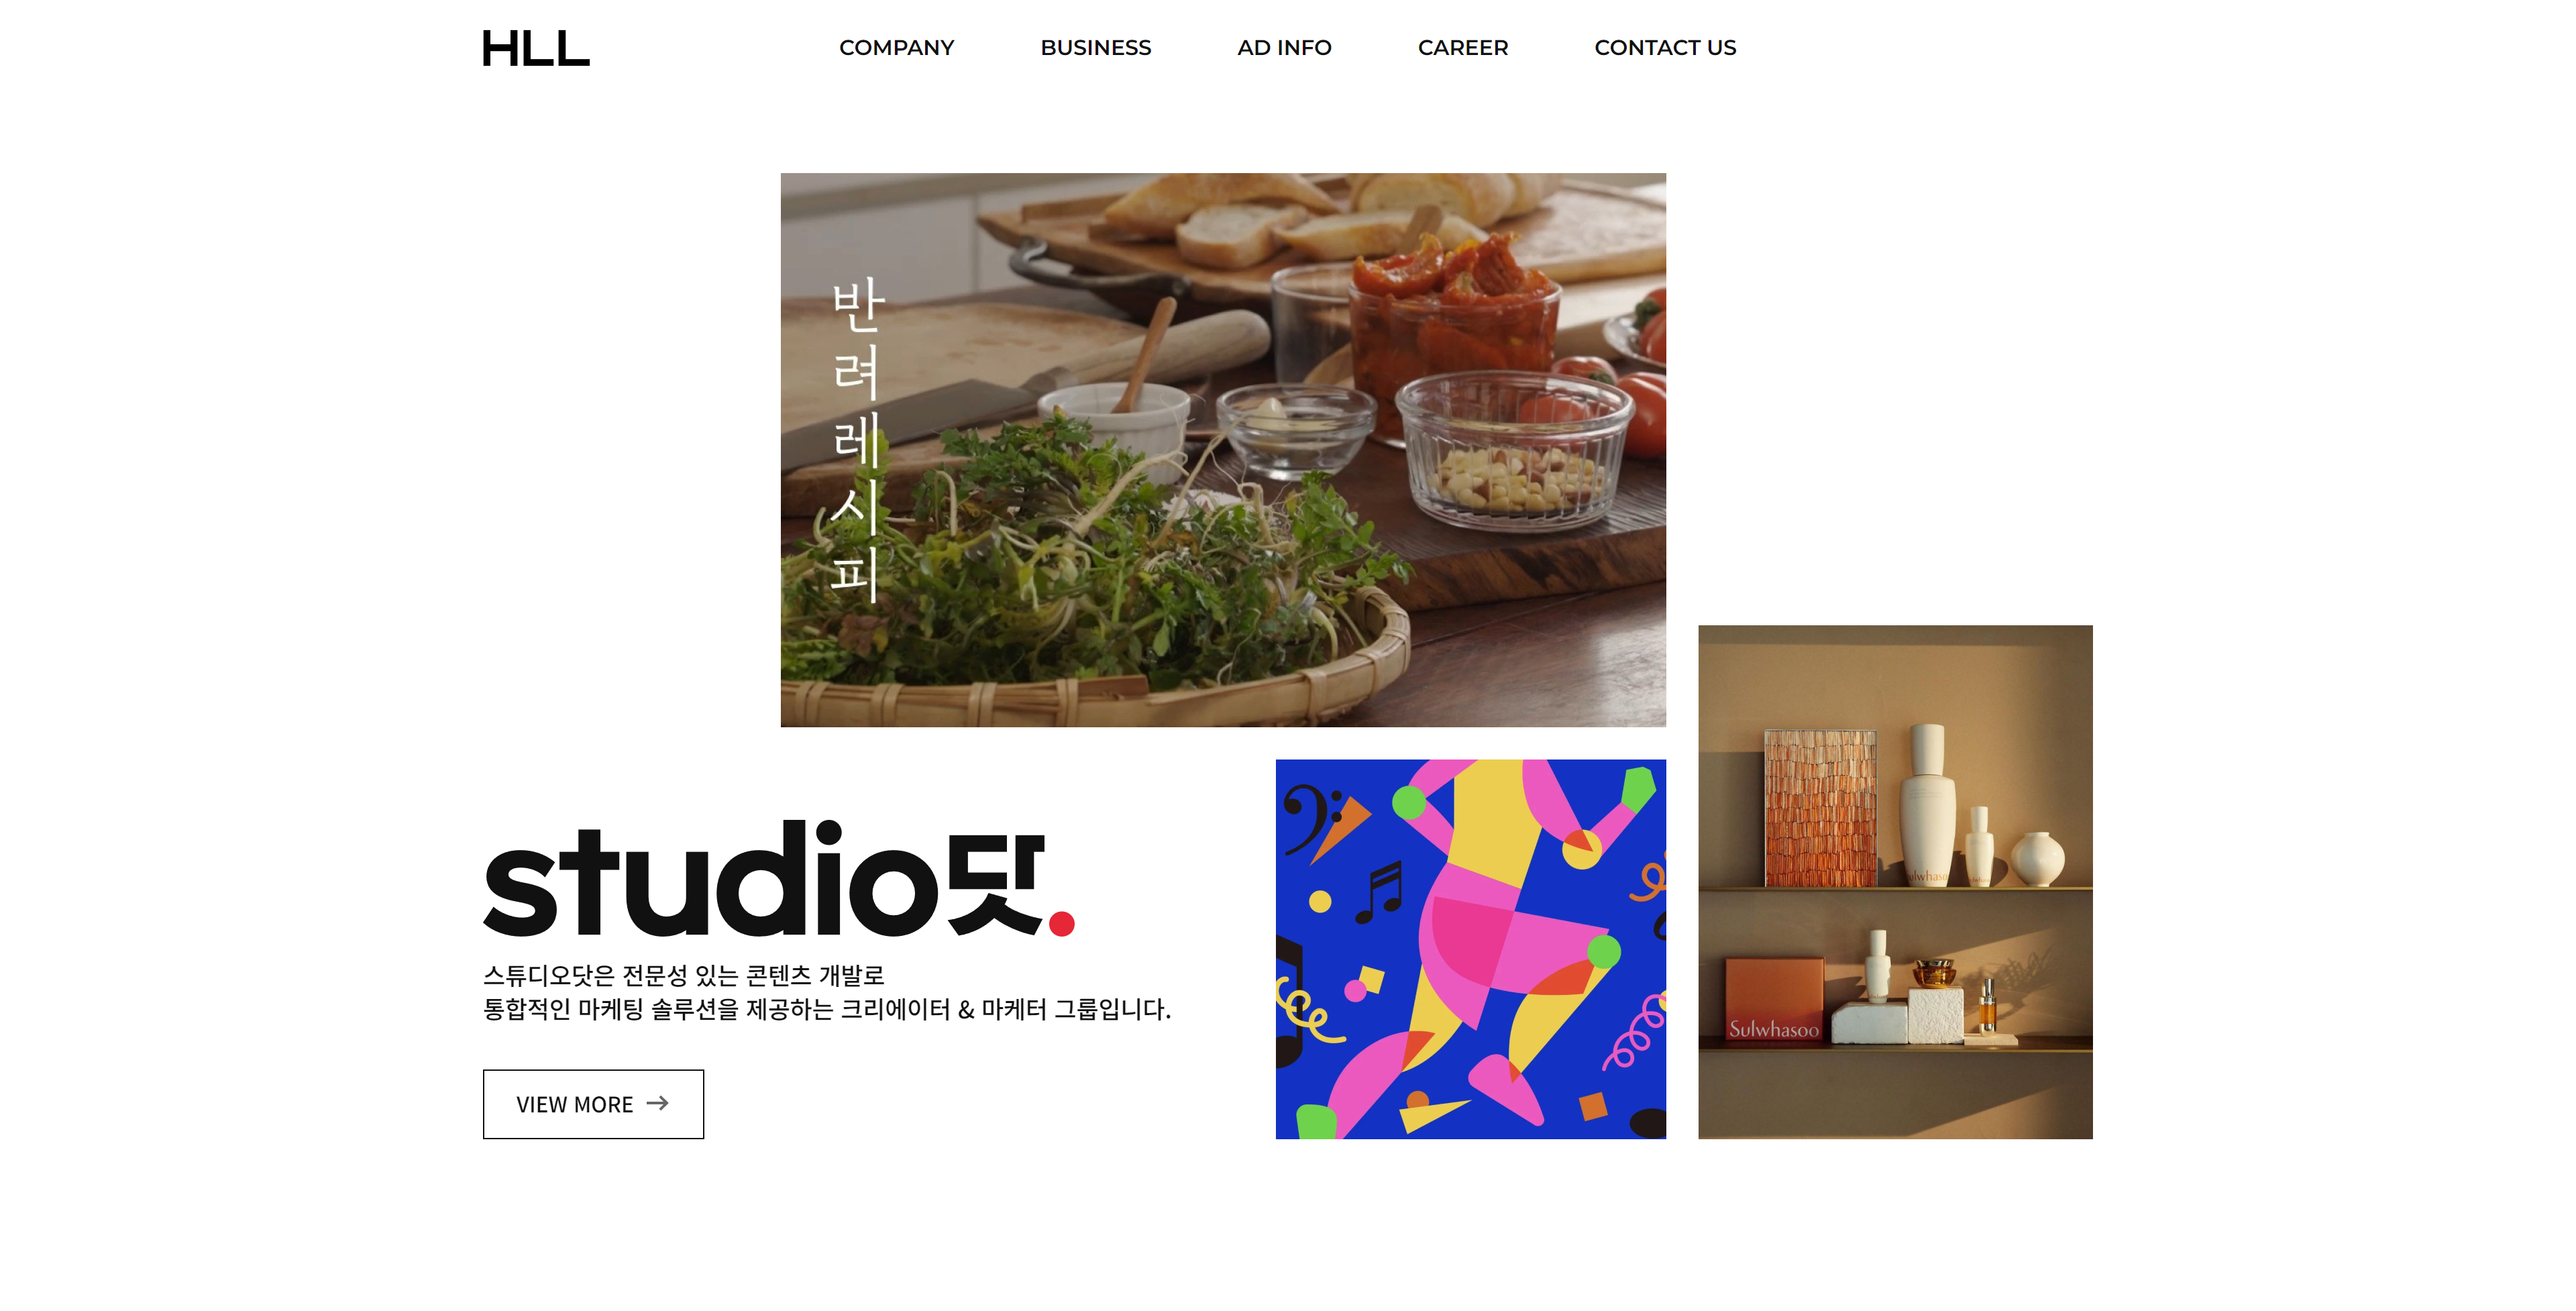 HLL
COMPANY BUSINESS AD INFO CAREER CONTACT US
반려레시피
studio닷.
스튜디오닷은 전문성 있는 콘텐츠 개발로
통합적인 마케팅 솔루션을 제공하는 크리에이터 & 마케터 그룹입니다.
VIEW MORE →
Sulwhasoo